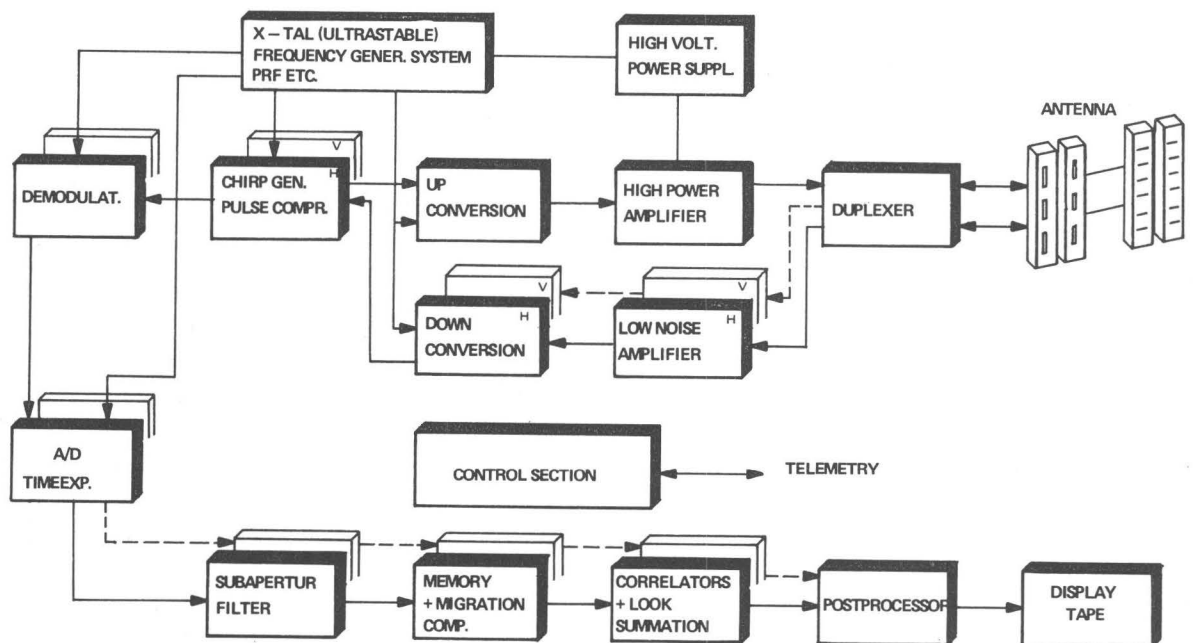 X – TAL (ULTRASTABLE)
FREQUENCY GENER. SYSTEM
PRF ETC.
HIGH VOLT.
POWER SUPPL.
ANTENNA
DEMODULAT.
V
H
CHIRP GEN.
PULSE COMPR.
UP
CONVERSION
HIGH POWER
AMPLIFIER
DUPLEXER
V
H
DOWN
CONVERSION
V
H
LOW NOISE
AMPLIFIER
A/D
TIMEEXP.
CONTROL SECTION
TELEMETRY
SUBAPERTUR
FILTER
MEMORY
+ MIGRATION
COMP.
CORRELATORS
+ LOOK
SUMMATION
POSTPROCESSOR
DISPLAY
TAPE